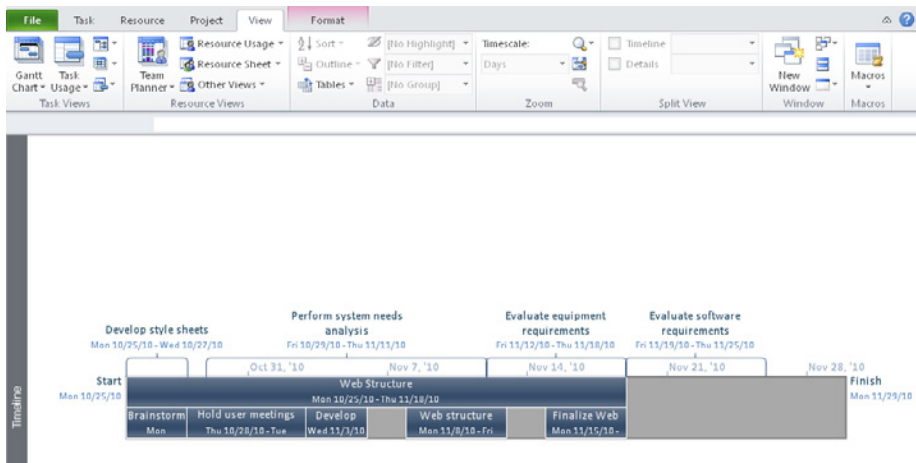 File Task Resource Project View Format
Resource Usage Sort [No Highlight] Timescale: Timeline
Resource Sheet Outline [No Filter] Days Details
Gantt Chart Task Usage Team Planner Other Views Tables [No Group] New Window Macros
Task Views Resource Views Data Zoom Split View Window Macros
Timeline
Perform system needs analysis
Fri 10/29/10 - Thu 11/11/10
Evaluate equipment requirements
Fri 11/12/10 - Thu 11/18/10
Evaluate software requirements
Fri 11/19/10 - Thu 11/25/10
Develop style sheets
Mon 10/25/10 - Wed 10/27/10
Oct 31, '10 Nov 7, '10 Nov 14, '10 Nov 21, '10 Nov 28, '10
Start
Mon 10/25/10
Web Structure
Mon 10/25/10 - Thu 11/18/10
Finish
Mon 11/29/10
Brainstorm Hold user meetings Develop Web structure Finalize Web
Mon Thu 10/28/10 - Tue Wed 11/3/10 Mon 11/8/10 - Fri Mon 11/15/10 -